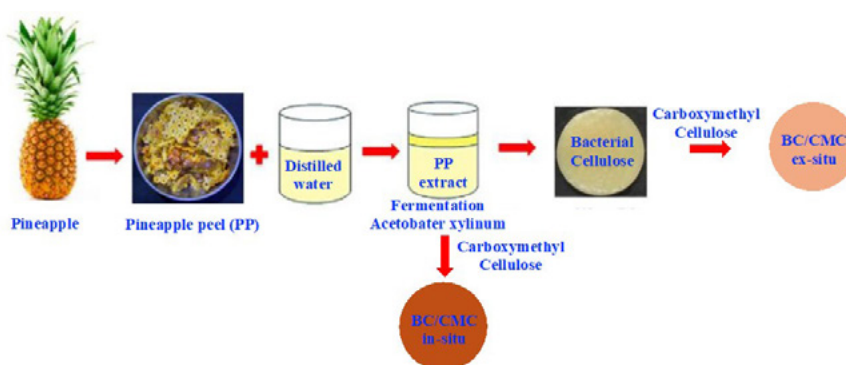 Pineapple
Pineapple peel (PP)
Distilled
water
PP
extract
Fermentation
Acetobater xylinum
Carboxymethyl
Cellulose
BC/CMC
in-situ
Bacterial
Cellulose
Carboxymethyl
Cellulose
BC/CMC
ex-situ